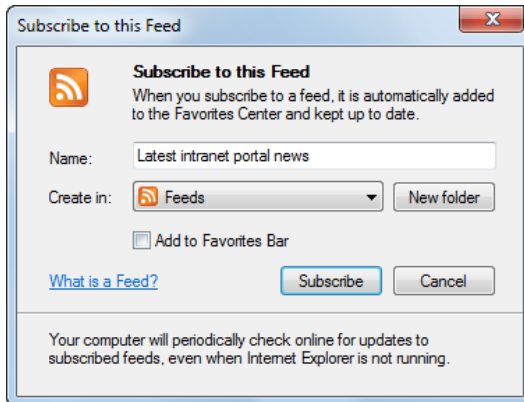 Subscribe to this Feed
Subscribe to this Feed
When you subscribe to a feed, it is automatically added
to the Favorites Center and kept up to date.
Name: Latest intranet portal news
Create in: Feeds New folder
Add to Favorites Bar
What is a Feed? Subscribe Cancel
Your computer will periodically check online for updates to
subscribed feeds, even when Internet Explorer is not running.